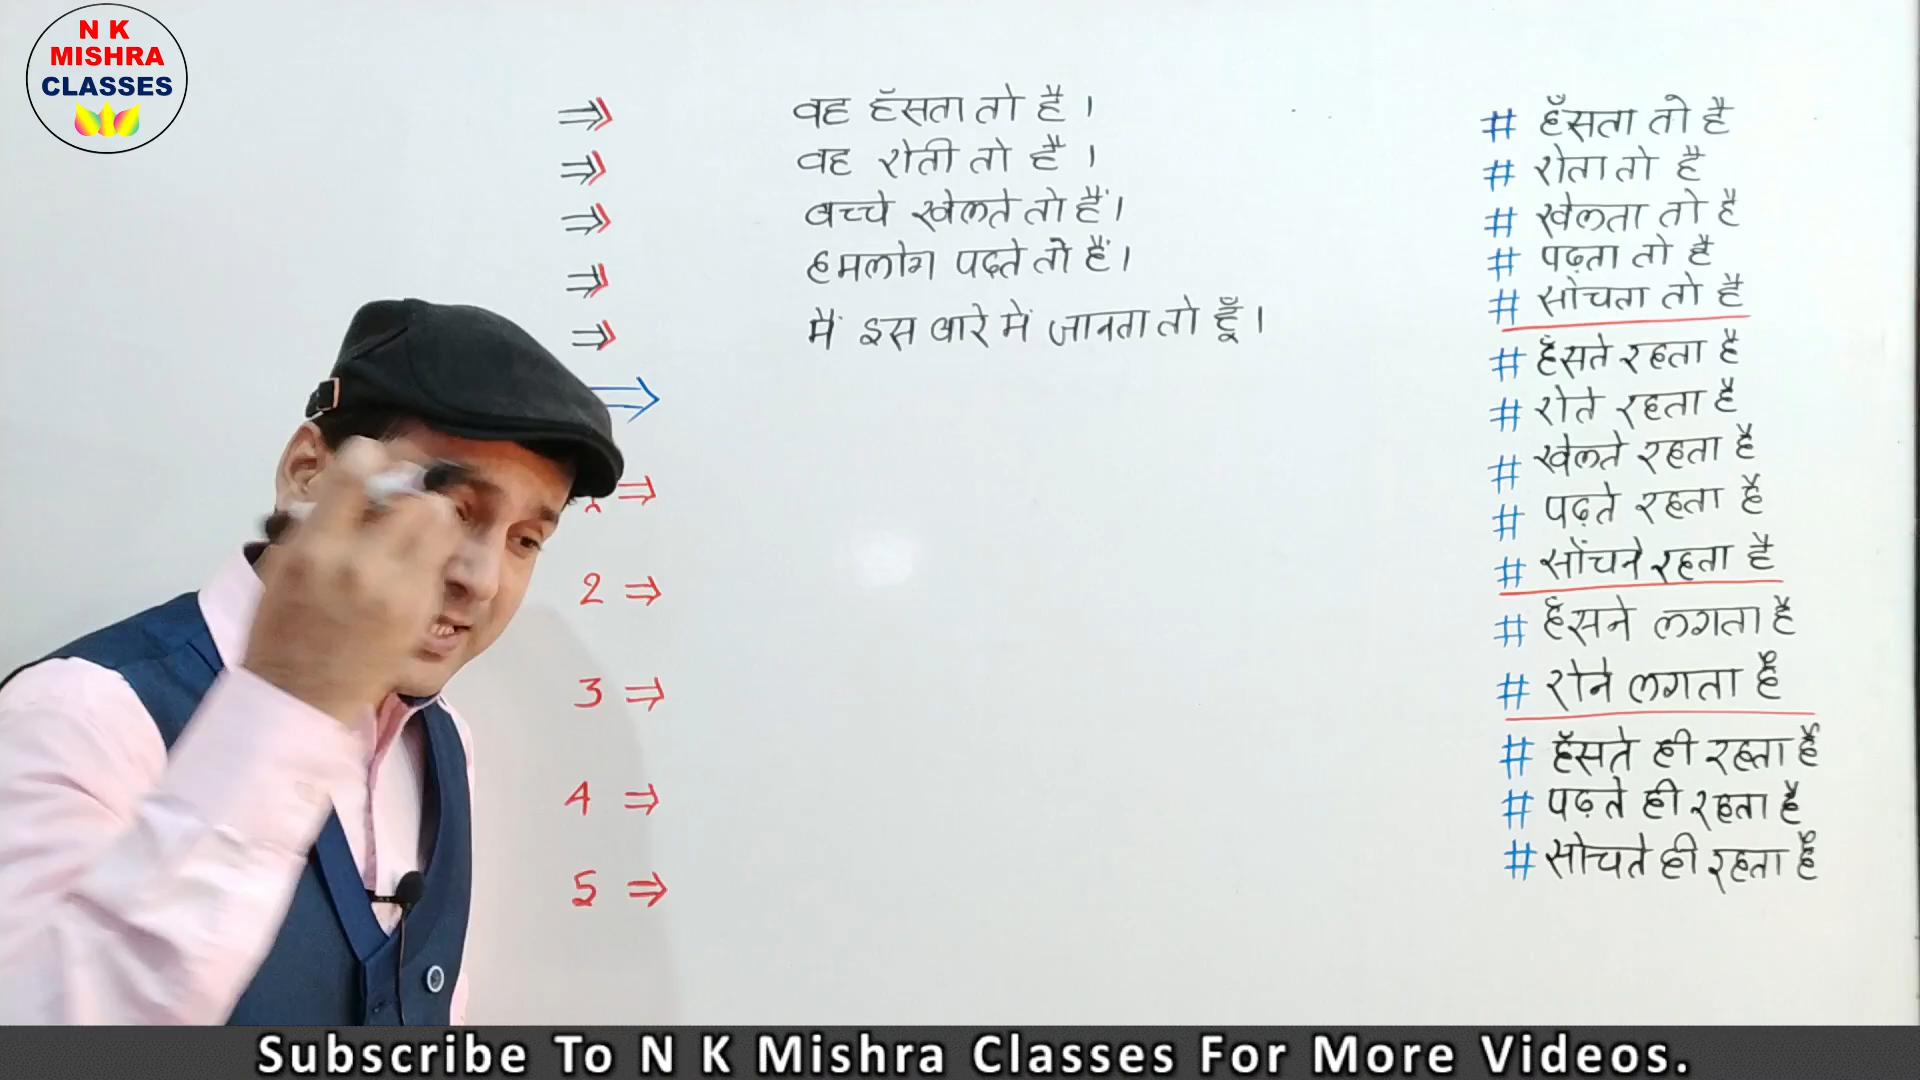 N K
MISHRA
CLASSES
⇒ वह हँसता तो है।
⇒ वह रोती तो है।
⇒ बच्चे खेलते तो हैं।
⇒ हमलोग पढते तो हैं।
⇒ मैं इस बारे में जानता तो हूँ।
⇒
⇒
2 ⇒
3 ⇒
4 ⇒
5 ⇒
# हँसता तो है
# रोता तो है
# खेलता तो है
# पढ़ता तो है
# सोंचता तो है
# हँसते रहता है
# रोते रहता है
# खेलते रहता है
# पढ़ते रहता है
# सोंचते रहता है
# हँसने लगता है
# रोने लगता है
# हँसते ही रहता है
# पढ़ते ही रहता है
# सोचते ही रहता है
Subscribe To N K Mishra Classes For More Videos.